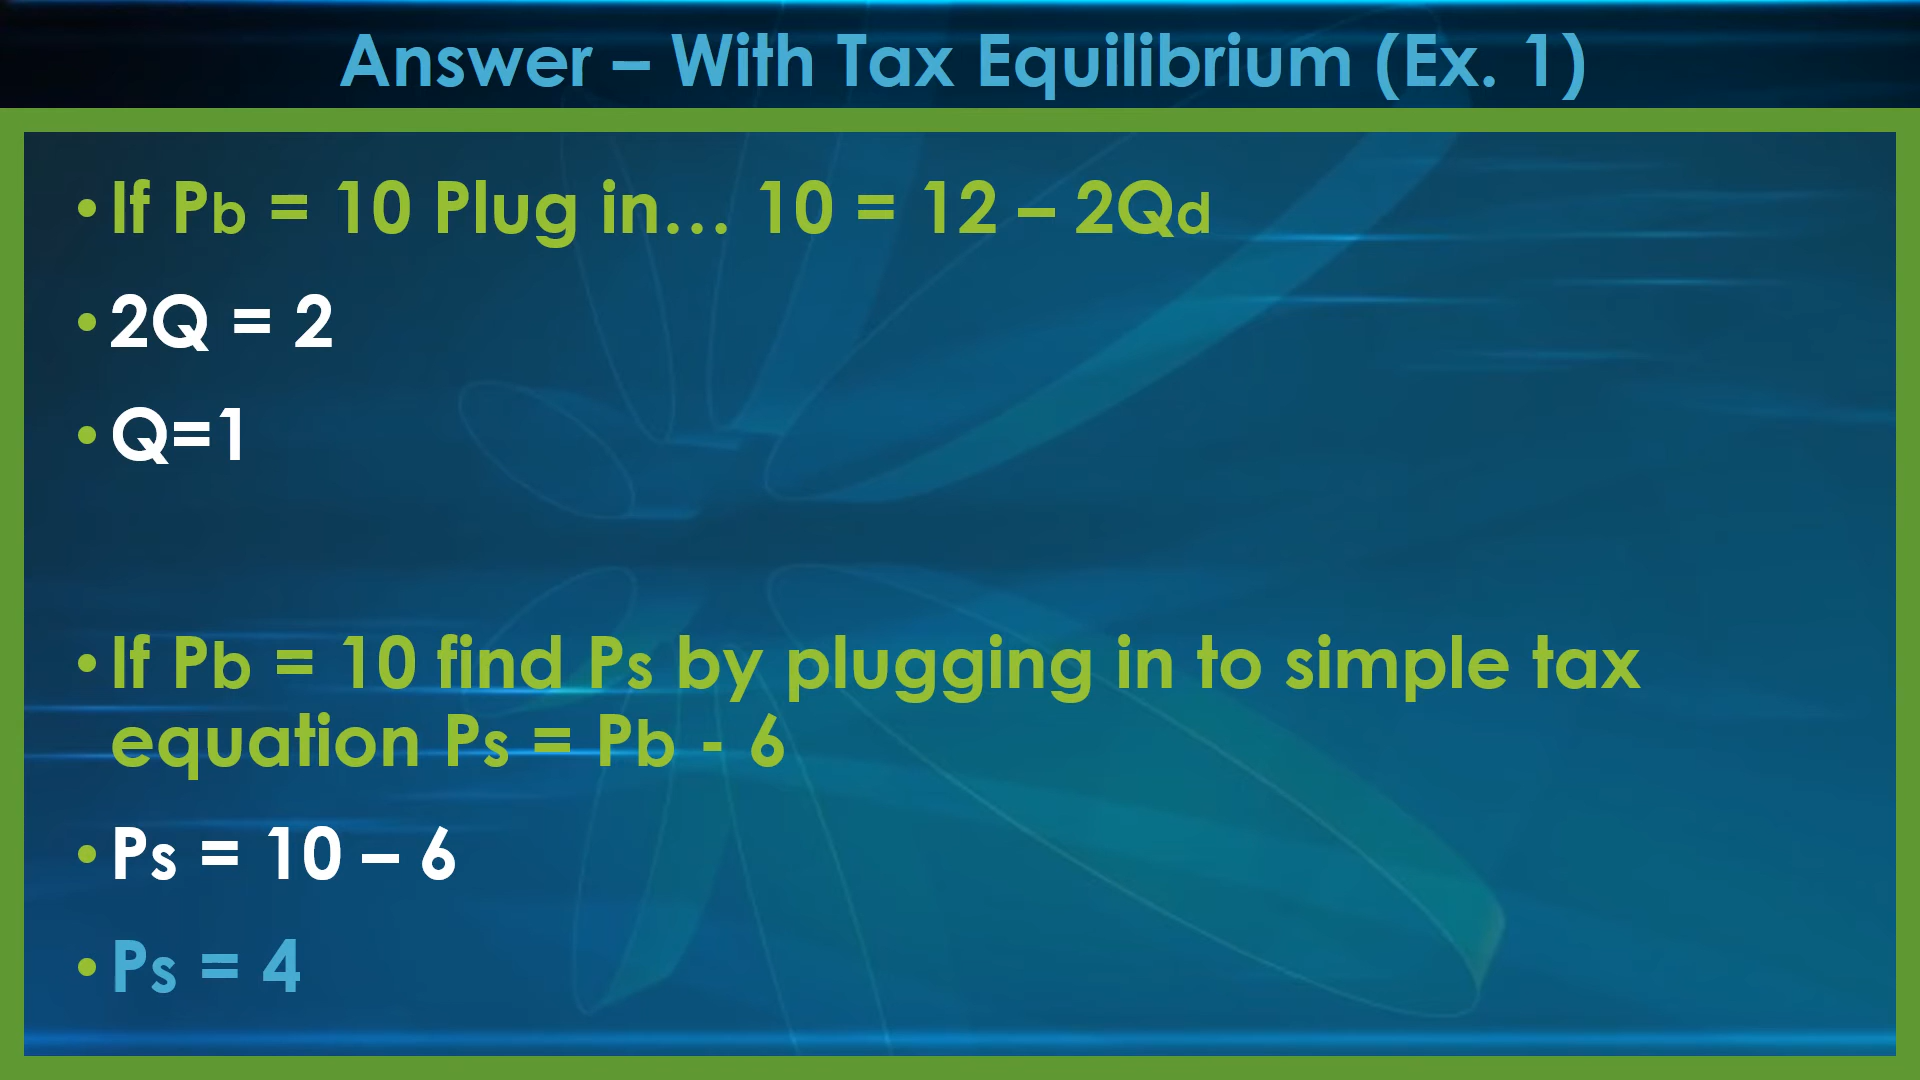 Answer – With Tax Equilibrium (Ex. 1)
• If Pb = 10 Plug in… 10 = 12 – 2Qd
• 2Q = 2
• Q=1
• If Pb = 10 find Ps by plugging in to simple tax
equation Ps = Pb - 6
• Ps = 10 – 6
• Ps = 4